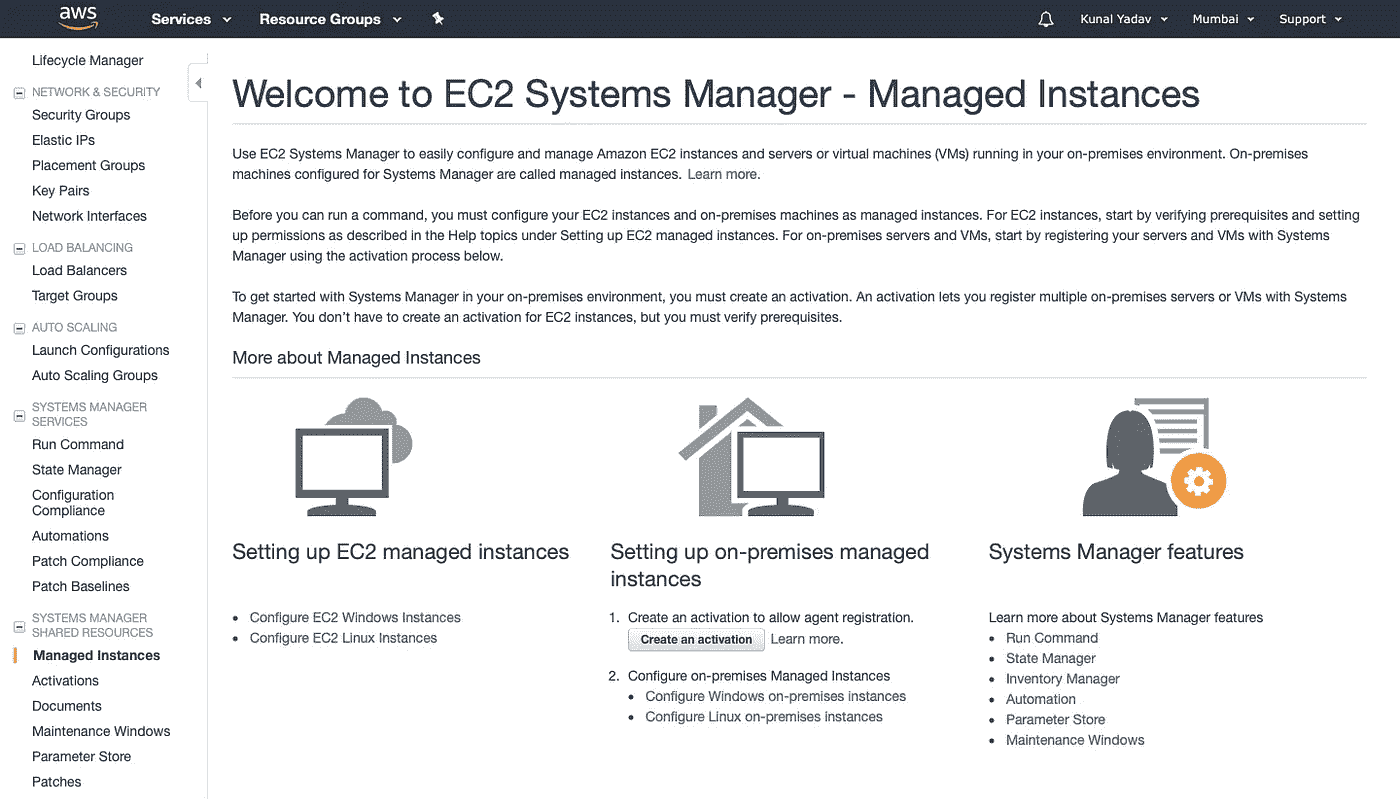 aws
Services
Resource Groups
Kunal Yadav
Mumbai
Support
Lifecycle Manager
NETWORK & SECURITY
Security Groups
Elastic IPs
Placement Groups
Key Pairs
Network Interfaces
LOAD BALANCING
Load Balancers
Target Groups
AUTO SCALING
Launch Configurations
Auto Scaling Groups
SYSTEMS MANAGER
SERVICES
Run Command
State Manager
Configuration
Compliance
Automations
Patch Compliance
Patch Baselines
SYSTEMS MANAGER
SHARED RESOURCES
Managed Instances
Activations
Documents
Maintenance Windows
Parameter Store
Patches
Welcome to EC2 Systems Manager - Managed Instances
Use EC2 Systems Manager to easily configure and manage Amazon EC2 instances and servers or virtual machines (VMs) running in your on-premises environment. On-premises
machines configured for Systems Manager are called managed instances. Learn more.
Before you can run a command, you must configure your EC2 instances and on-premises machines as managed instances. For EC2 instances, start by verifying prerequisites and setting
up permissions as described in the Help topics under Setting up EC2 managed instances. For on-premises servers and VMs, start by registering your servers and VMs with Systems
Manager using the activation process below.
To get started with Systems Manager in your on-premises environment, you must create an activation. An activation lets you register multiple on-premises servers or VMs with Systems
Manager. You don't have to create an activation for EC2 instances, but you must verify prerequisites.
More about Managed Instances
Setting up EC2 managed instances
• Configure EC2 Windows Instances
• Configure EC2 Linux Instances
Setting up on-premises managed
instances
1. Create an activation to allow agent registration.
Create an activation Learn more.
2. Configure on-premises Managed Instances
• Configure Windows on-premises instances
• Configure Linux on-premises instances
Systems Manager features
Learn more about Systems Manager features
• Run Command
• State Manager
• Inventory Manager
• Automation
• Parameter Store
• Maintenance Windows